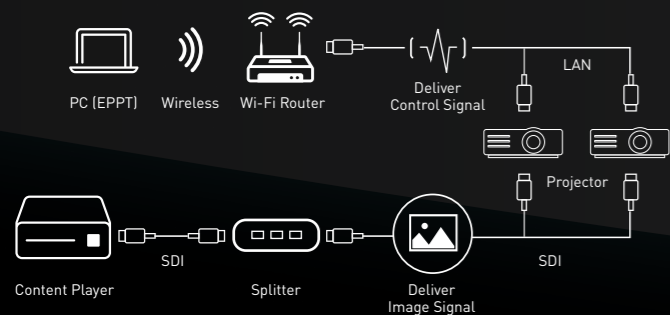 LAN
PC (EPPT)
Wireless
Wi-Fi Router
Deliver
Control Signal
Projector
SDI
SDI
Content Player
Splitter
Deliver
Image Signal